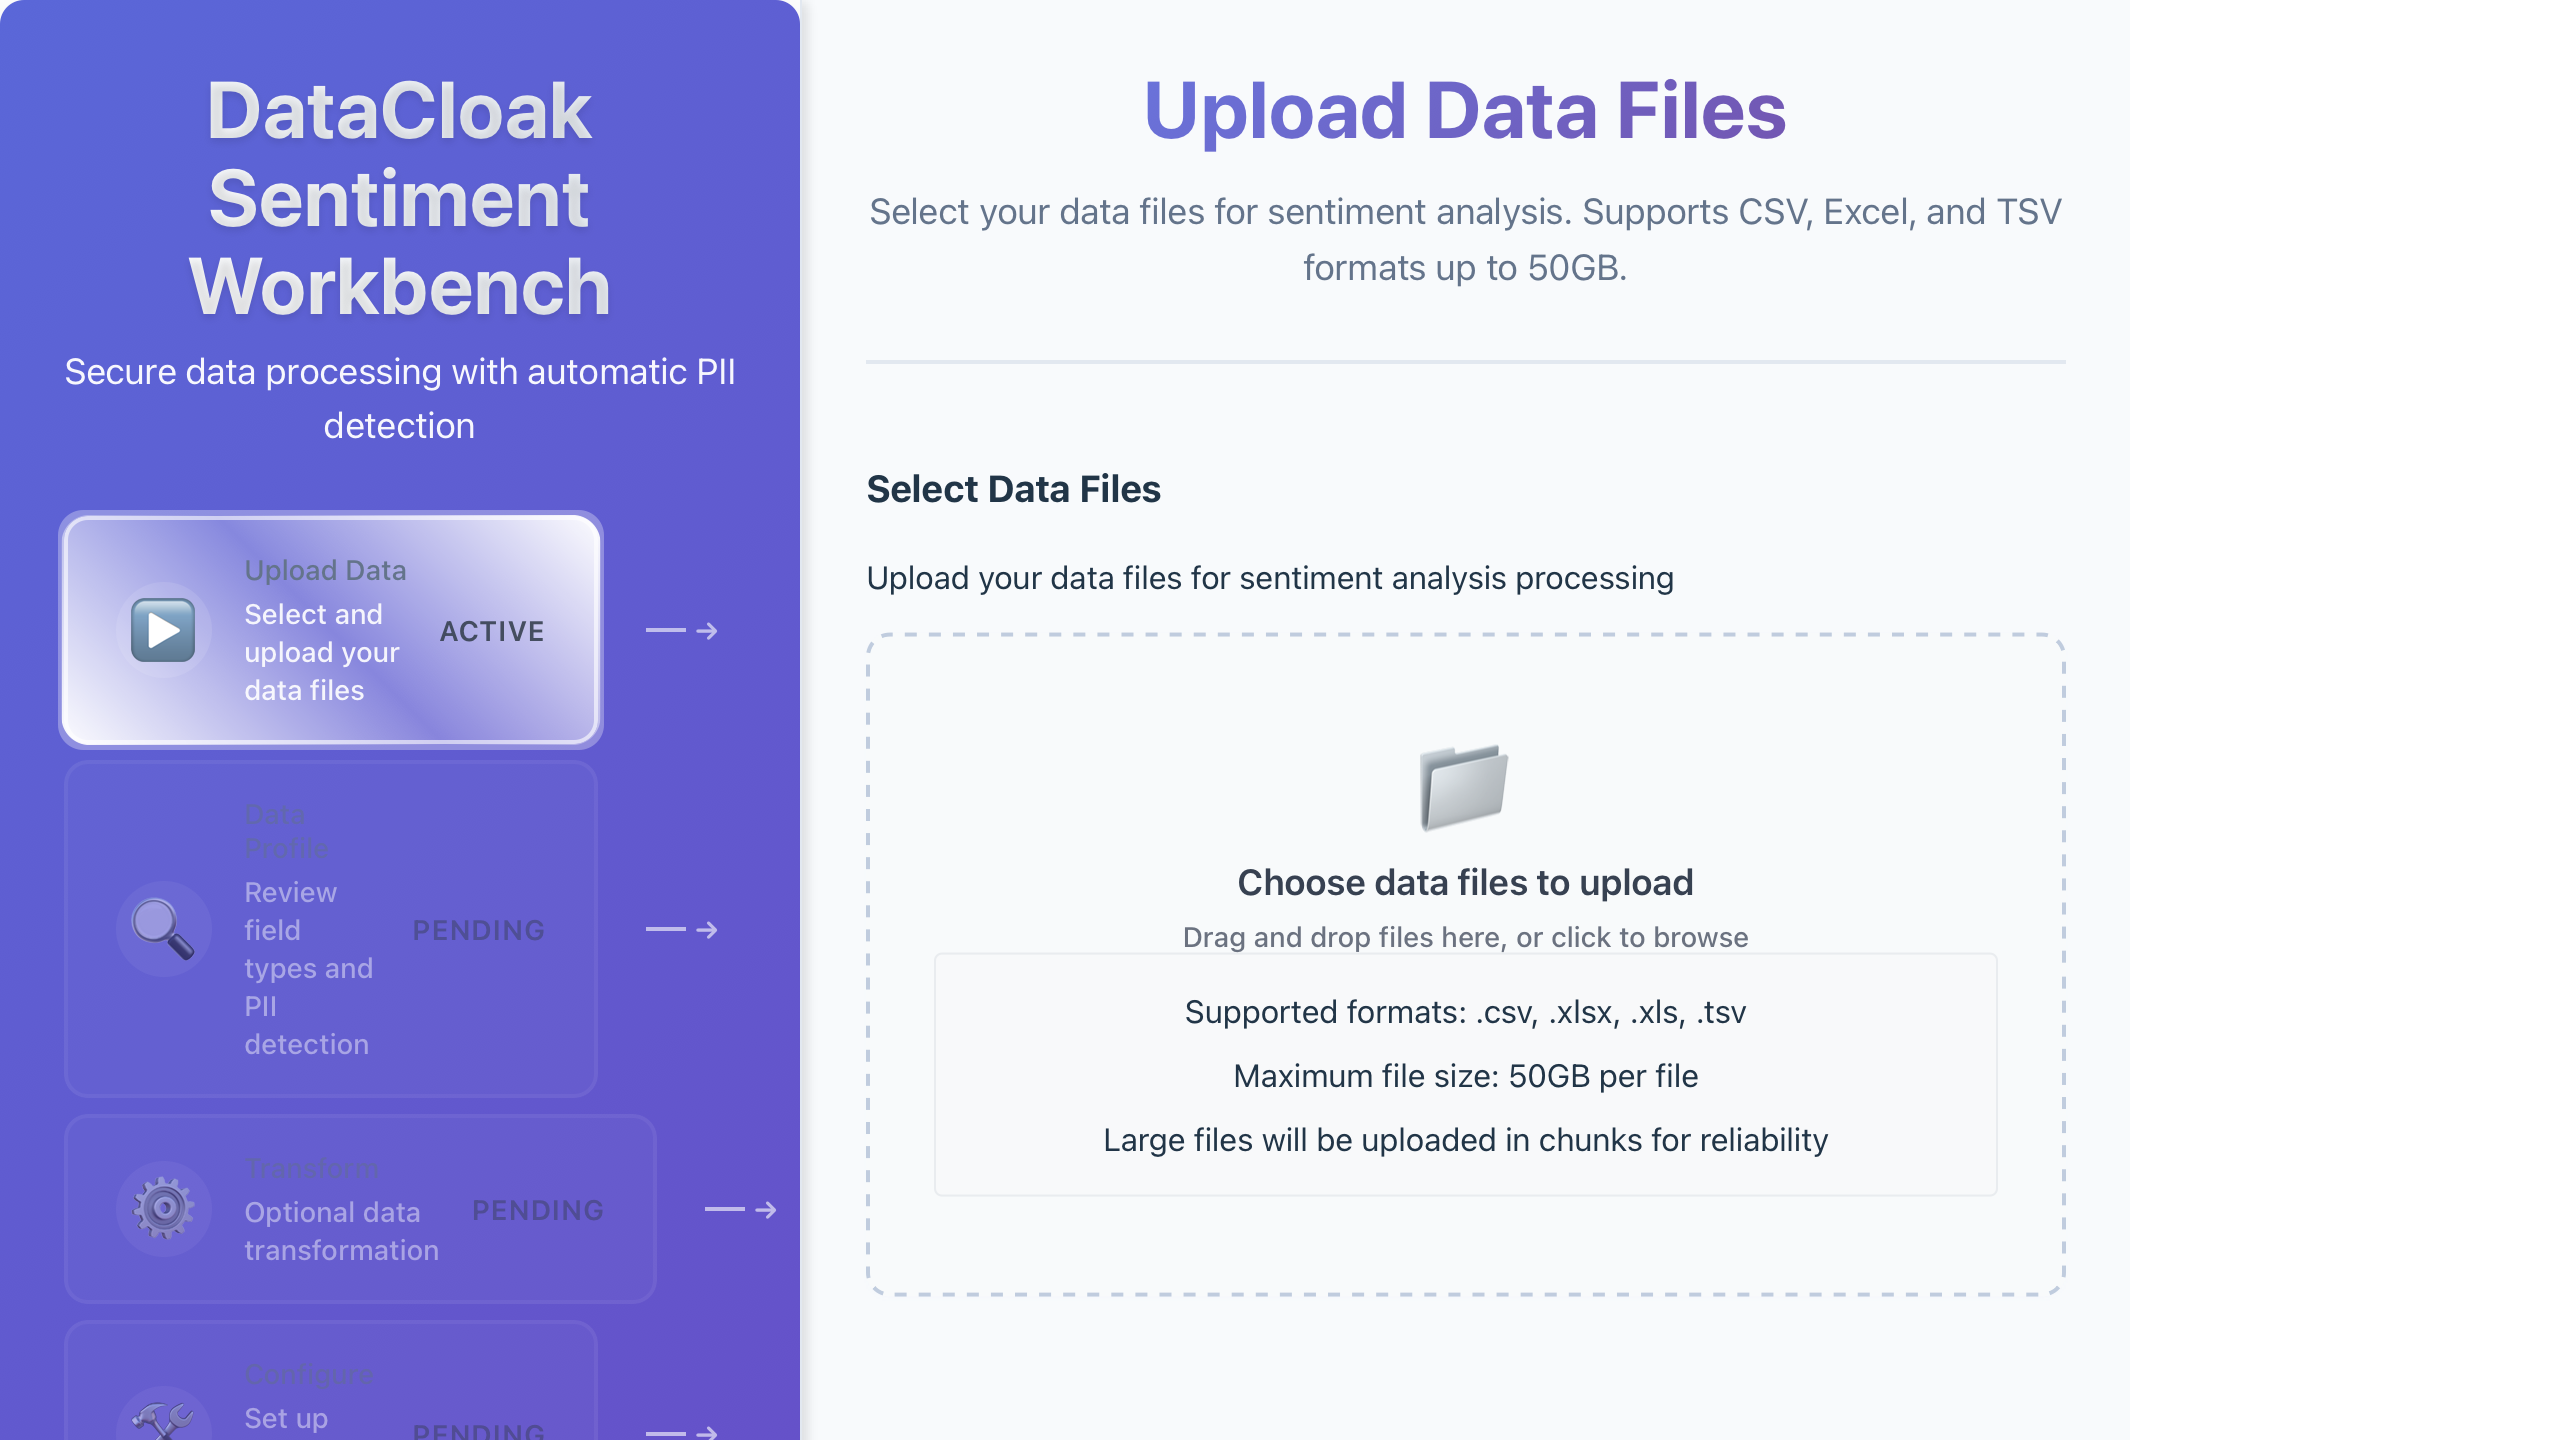 DataCloak
Sentiment
Workbench
Secure data processing with automatic PII
detection
Upload Data
Select and
upload your
data files
ACTIVE
Data
Profile
Review
field
types and
PII
detection
PENDING
Transform
Optional data
transformation
PENDING
Configure
Set up
PENDING
Upload Data Files
Select your data files for sentiment analysis. Supports CSV, Excel, and TSV
formats up to 50GB.
Select Data Files
Upload your data files for sentiment analysis processing
Choose data files to upload
Drag and drop files here, or click to browse
Supported formats: .csv, .xlsx, .xls, .tsv
Maximum file size: 50GB per file
Large files will be uploaded in chunks for reliability